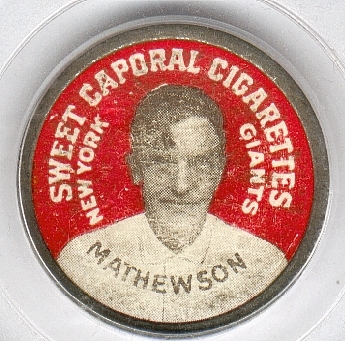 SWEET CAPORAL CIGARETTES
NEW YORK
GIANTS
MATHEWSON